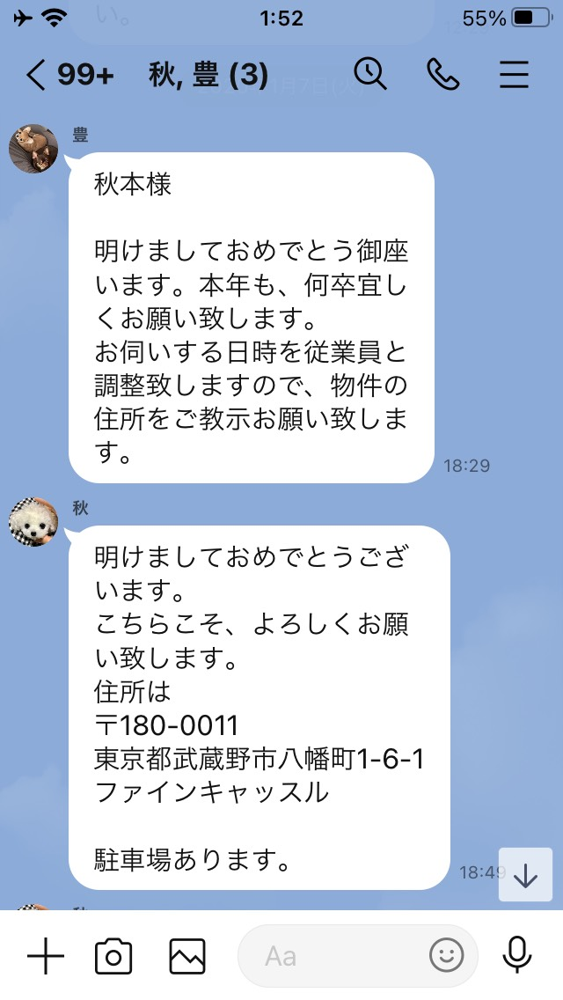 い。
1:52
55%
99+
秋, 豊 (3)
1月7日(火)
豊
秋本様
明けましておめでとう御座
います。本年も、何卒宜し
くお願い致します。
お伺いする日時を従業員と
調整致しますので、物件の
住所をご教示お願い致しま
す。
18:29
秋
明けましておめでとうござ
います。
こちらこそ、よろしくお願
い致します。
住所は
〒180-0011
東京都武蔵野市八幡町1-6-1
ファインキャッスル
駐車場あります。
18:49
Aa